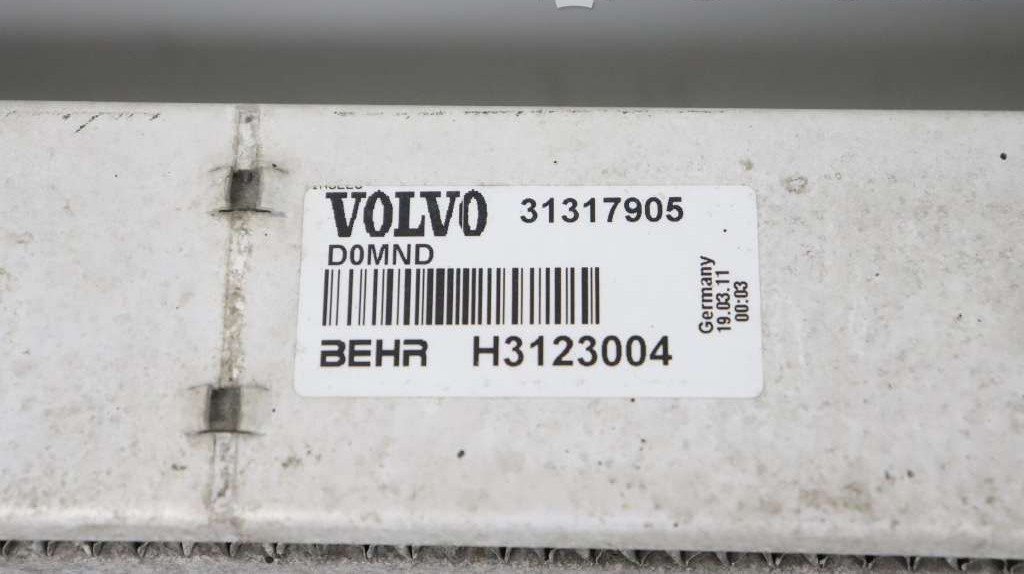 VOLVO 31317905
D0MND
BEHR H3123004
Germany
19.03.11
00:03